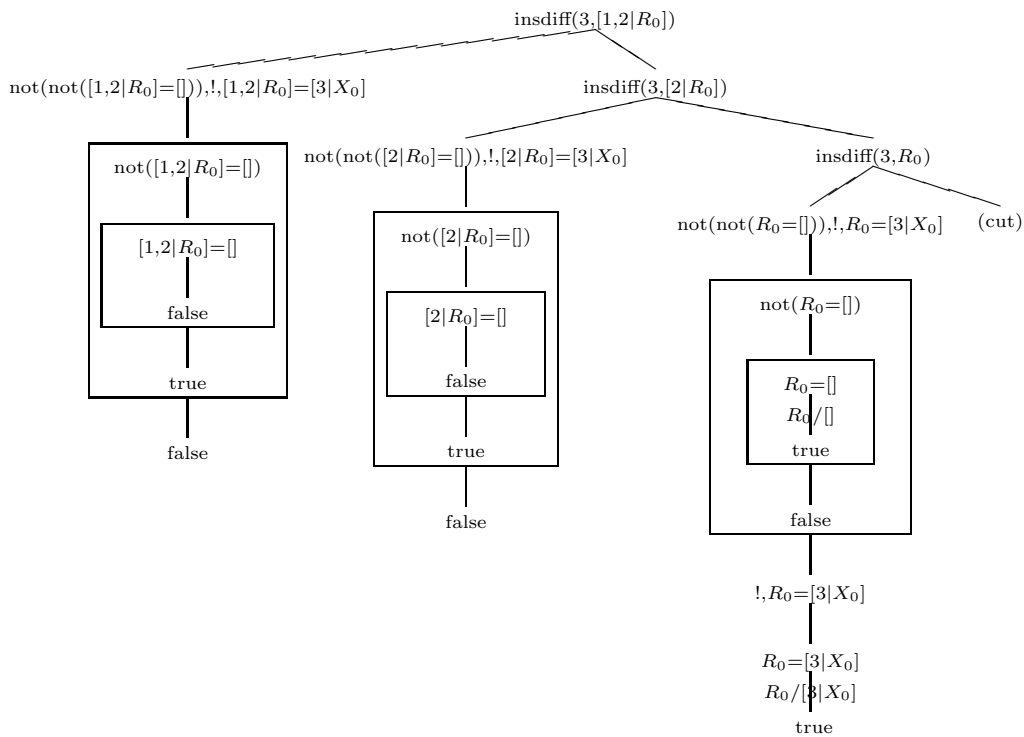 insdiff(3,[1,2|R₀])
not(not([1,2|R₀]=[])),!,[1,2|R₀]=[3|X₀]
insdiff(3,[2|R₀])
not([1,2|R₀]=[])
[1,2|R₀]=[]
false
true
false
not(not([2|R₀]=[])),!,[2|R₀]=[3|X₀]
insdiff(3,R₀)
not([2|R₀]=[])
[2|R₀]=[]
false
true
false
not(not(R₀=[])),!,R₀=[3|X₀]
(cut)
not(R₀=[])
R₀=[]
R₀/[]
true
false
!,R₀=[3|X₀]
R₀=[3|X₀]
R₀/[3|X₀]
true